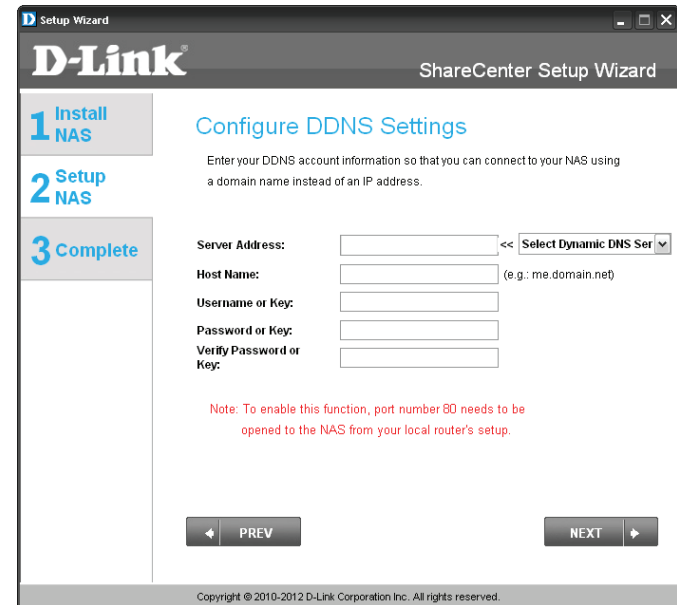 Setup Wizard
D-Link®
ShareCenter Setup Wizard
1 Install NAS
2 Setup NAS
3 Complete
Configure DDNS Settings
Enter your DDNS account information so that you can connect to your NAS using
a domain name instead of an IP address.
Server Address: << Select Dynamic DNS Ser
Host Name: (e.g.: me.domain.net)
Username or Key:
Password or Key:
Verify Password or
Key:
Note: To enable this function, port number 80 needs to be
opened to the NAS from your local router's setup.
PREV
NEXT
Copyright © 2010-2012 D-Link Corporation Inc. All rights reserved.